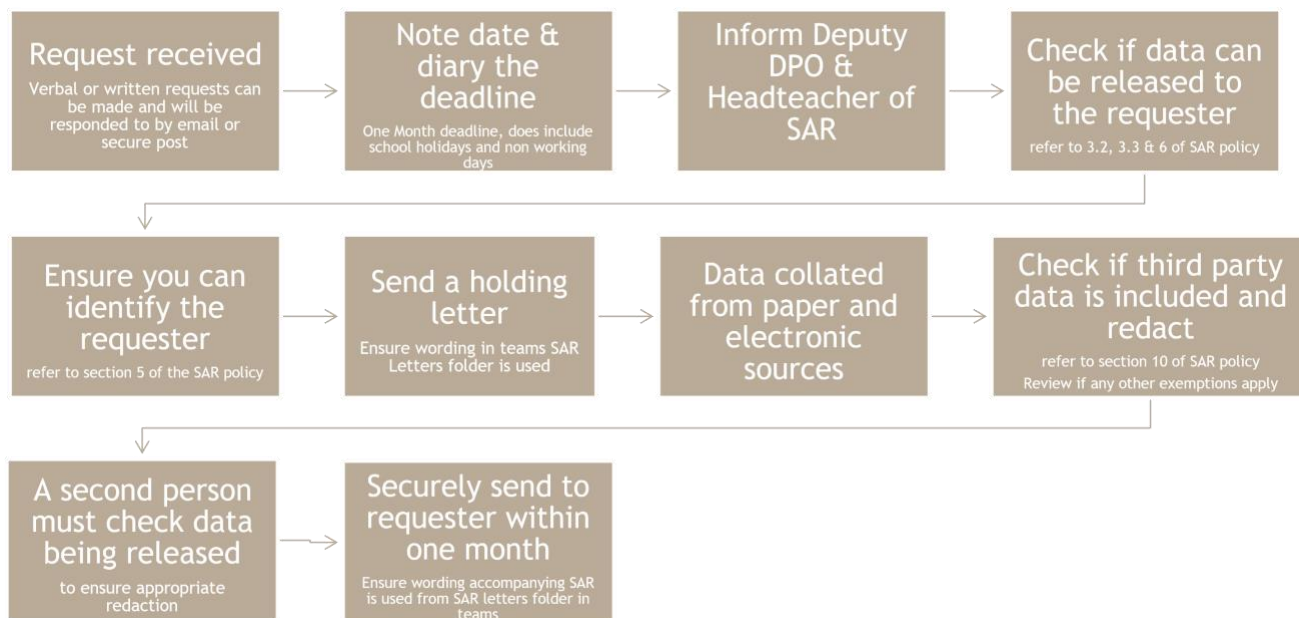 Request received
Verbal or written requests can
be made and will be
responded to by email or
secure post
Note date &
diary the
deadline
One Month deadline, does include
school holidays and non working
days
Inform Deputy
DPO &
Headteacher of
SAR
Check if data can
be released to
the requester
refer to 3.2, 3.3 & 6 of SAR policy
Ensure you can
identify the
requester
refer to section 5 of the SAR policy
Send a holding
letter
Ensure wording in teams SAR
Letters folder is used
Data collated
from paper and
electronic
sources
Check if third party
data is included and
redact
refer to section 10 of SAR policy
Review if any other exemptions apply
A second person
must check data
being released
to ensure appropriate
redaction
Securely send to
requester within
one month
Ensure wording accompanying SAR
is used from SAR letters folder in
teams